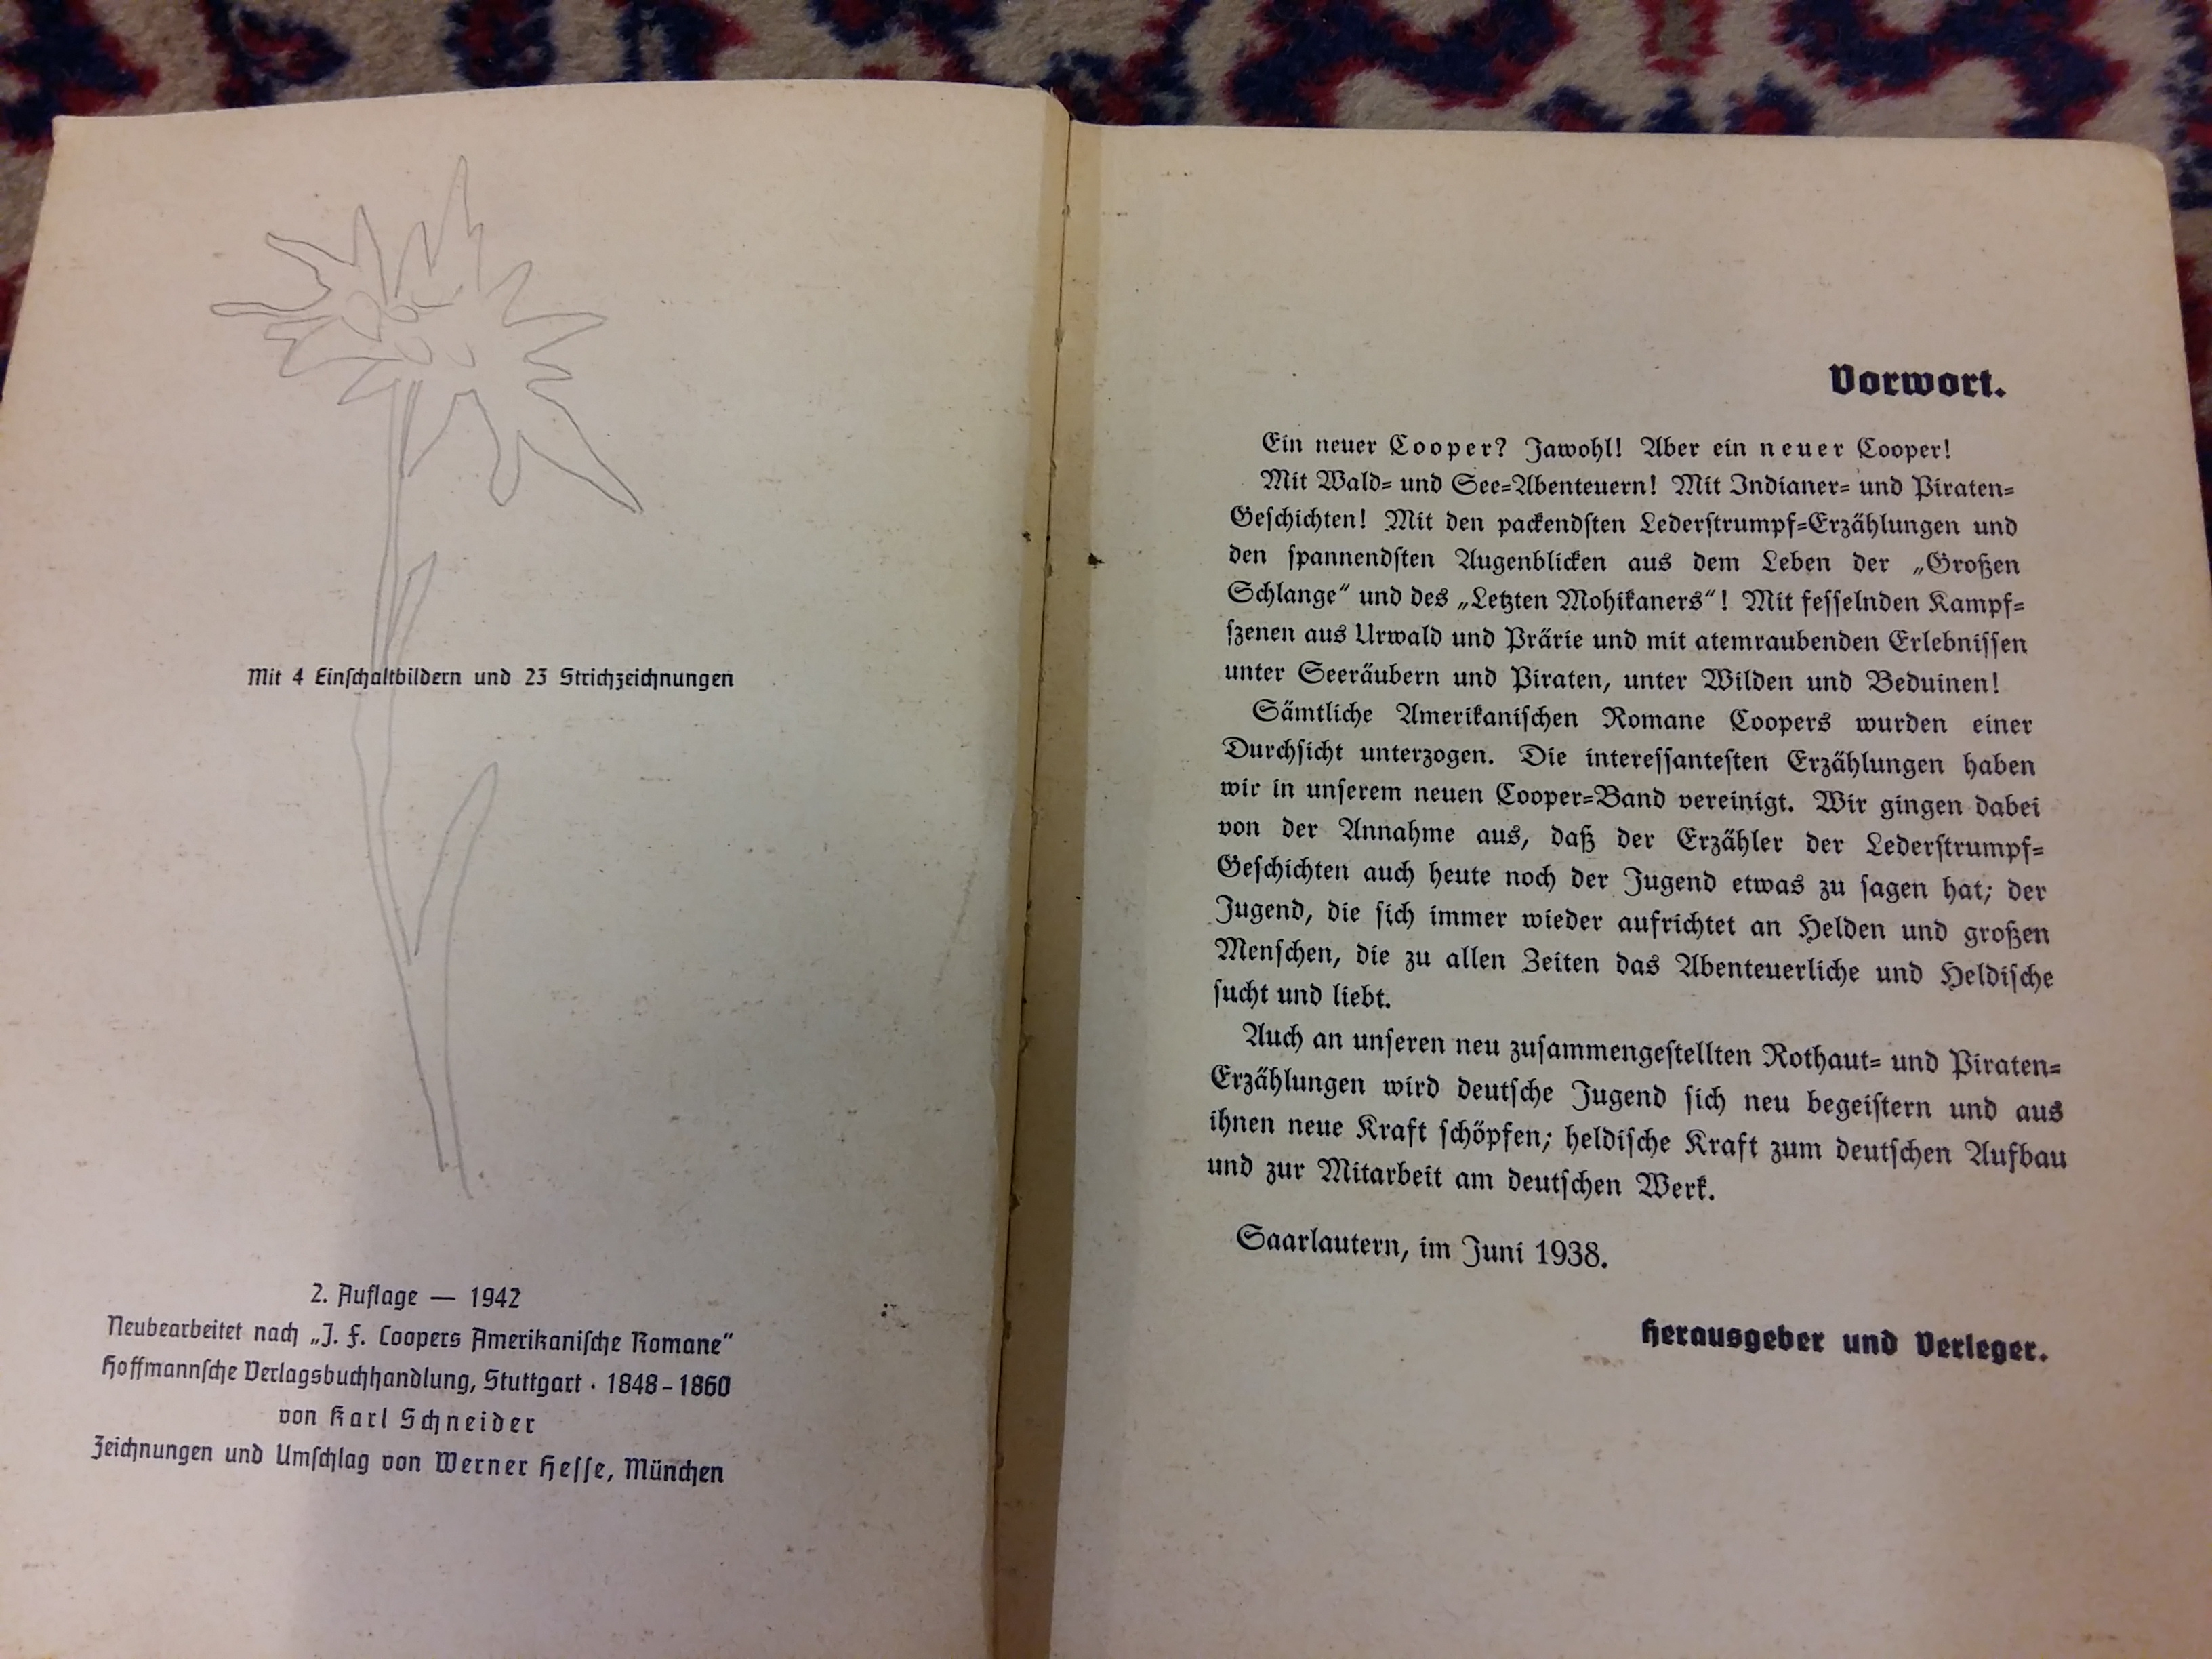 Mit 4 Einſchaltbildern und 23 Strichzeichnungen
2. Auflage — 1942
Neubearbeitet nach „J. F. Coopers Amerikaniſche Romane“
Hoffmannſche Verlagsbuchhandlung, Stuttgart · 1848-1860
von Karl Schneider
Zeichnungen und Umſchlag von Werner Heſſe, München
Vorwort.
Ein neuer Cooper? Jawohl! Aber ein neuer Cooper!
Mit Wald- und See-Abenteuern! Mit Indianer- und Piraten-
Geſchichten! Mit den packendſten Lederſtrumpf-Erzählungen und
den ſpannendſten Augenblicken aus dem Leben der „Großen
Schlange“ und des „Letzten Mohikaners“! Mit feſſelnden Kampf-
ſzenen aus Urwald und Prärie und mit atemraubenden Erlebniſſen
unter Seeräubern und Piraten, unter Wilden und Beduinen!
Sämtliche Amerikaniſchen Romane Coopers wurden einer
Durchſicht unterzogen. Die intereſſanteſten Erzählungen haben
wir in unſerem neuen Cooper-Band vereinigt. Wir gingen dabei
von der Annahme aus, daß der Erzähler der Lederſtrumpf-
Geſchichten auch heute noch der Jugend etwas zu ſagen hat; der
Jugend, die ſich immer wieder aufrichtet an Helden und großen
Menſchen, die zu allen Zeiten das Abenteuerliche und Heldiſche
ſucht und liebt.
Auch an unſeren neu zuſammengeſtellten Rothaut- und Piraten-
Erzählungen wird deutſche Jugend ſich neu begeiſtern und aus
ihnen neue Kraft ſchöpfen; heldiſche Kraft zum deutſchen Aufbau
und zur Mitarbeit am deutſchen Werk.
Saarlautern, im Juni 1938.
Herausgeber und Verleger.